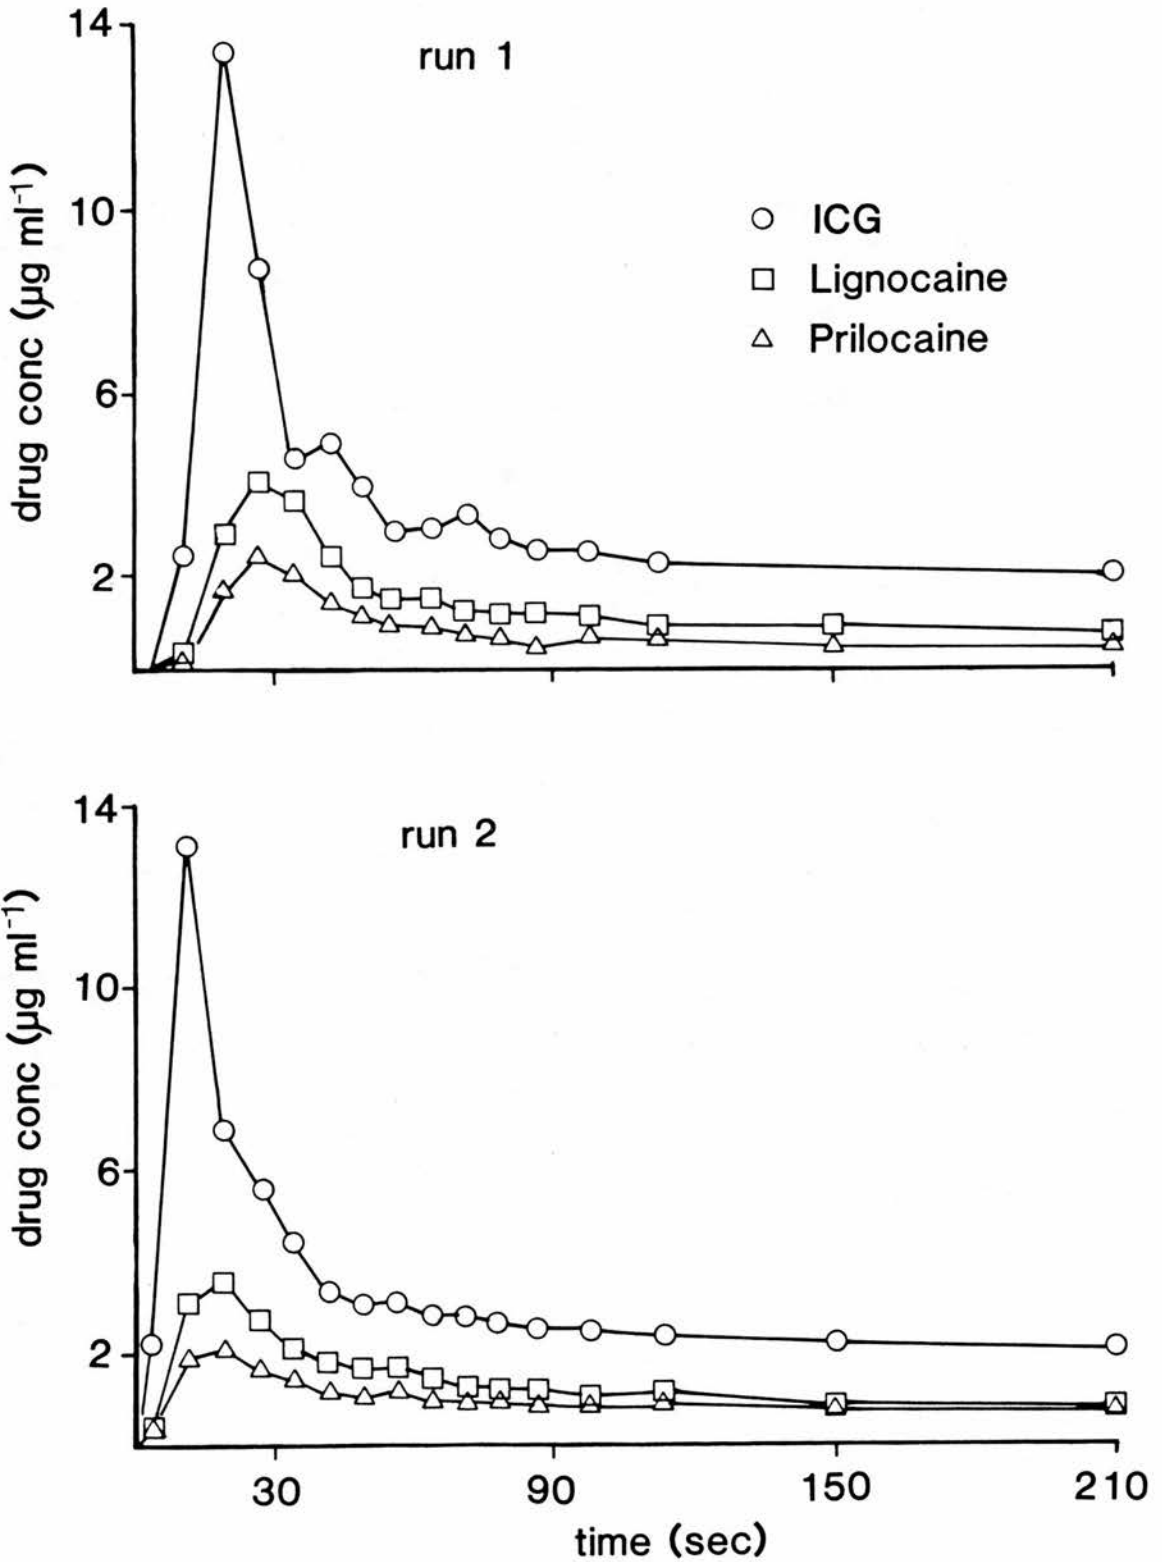 14
run 1
10
ICG
Lignocaine
6
Prilocaine
2
drug conc (µg ml⁻¹)
14
run 2
10
6
2
drug conc (µg ml⁻¹)
30 90 150 210
time (sec)